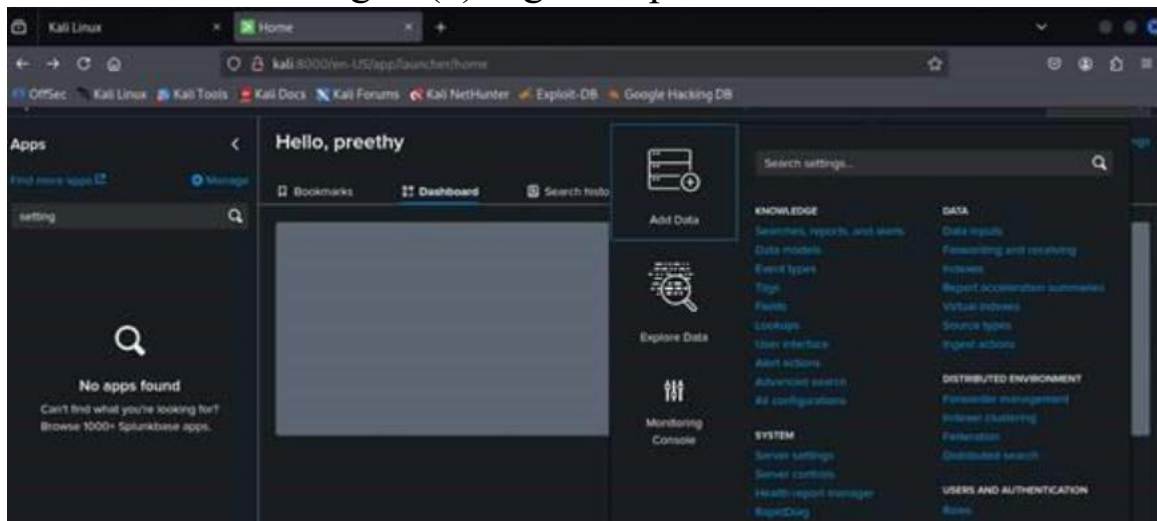 Kali Linux
Home
kali:8000/en-US/app/launcher/home
OffSec Kali Linux Kali Tools Kali Docs Kali Forums Kali NetHunter Exploit-DB Google Hacking DB
Apps
Find more apps
Manage
setting
No apps found
Can't find what you're looking for?
Browse 1000+ Splunkbase apps.
Hello, preethy
Bookmarks Dashboard Search histo
Add Data
Explore Data
Monitoring
Console
Search settings...
KNOWLEDGE
Searches, reports, and alerts
Data models
Event types
Tags
Fields
Lookups
User interface
Alert actions
Advanced search
All configurations
SYSTEM
Server settings
Server controls
Health report manager
RapidDiag
DATA
Data inputs
Forwarding and receiving
Indexes
Report acceleration summaries
Virtual indexes
Source types
Ingest actions
DISTRIBUTED ENVIRONMENT
Forwarder management
Indexer clustering
Federation
Distributed search
USERS AND AUTHENTICATION
Roles